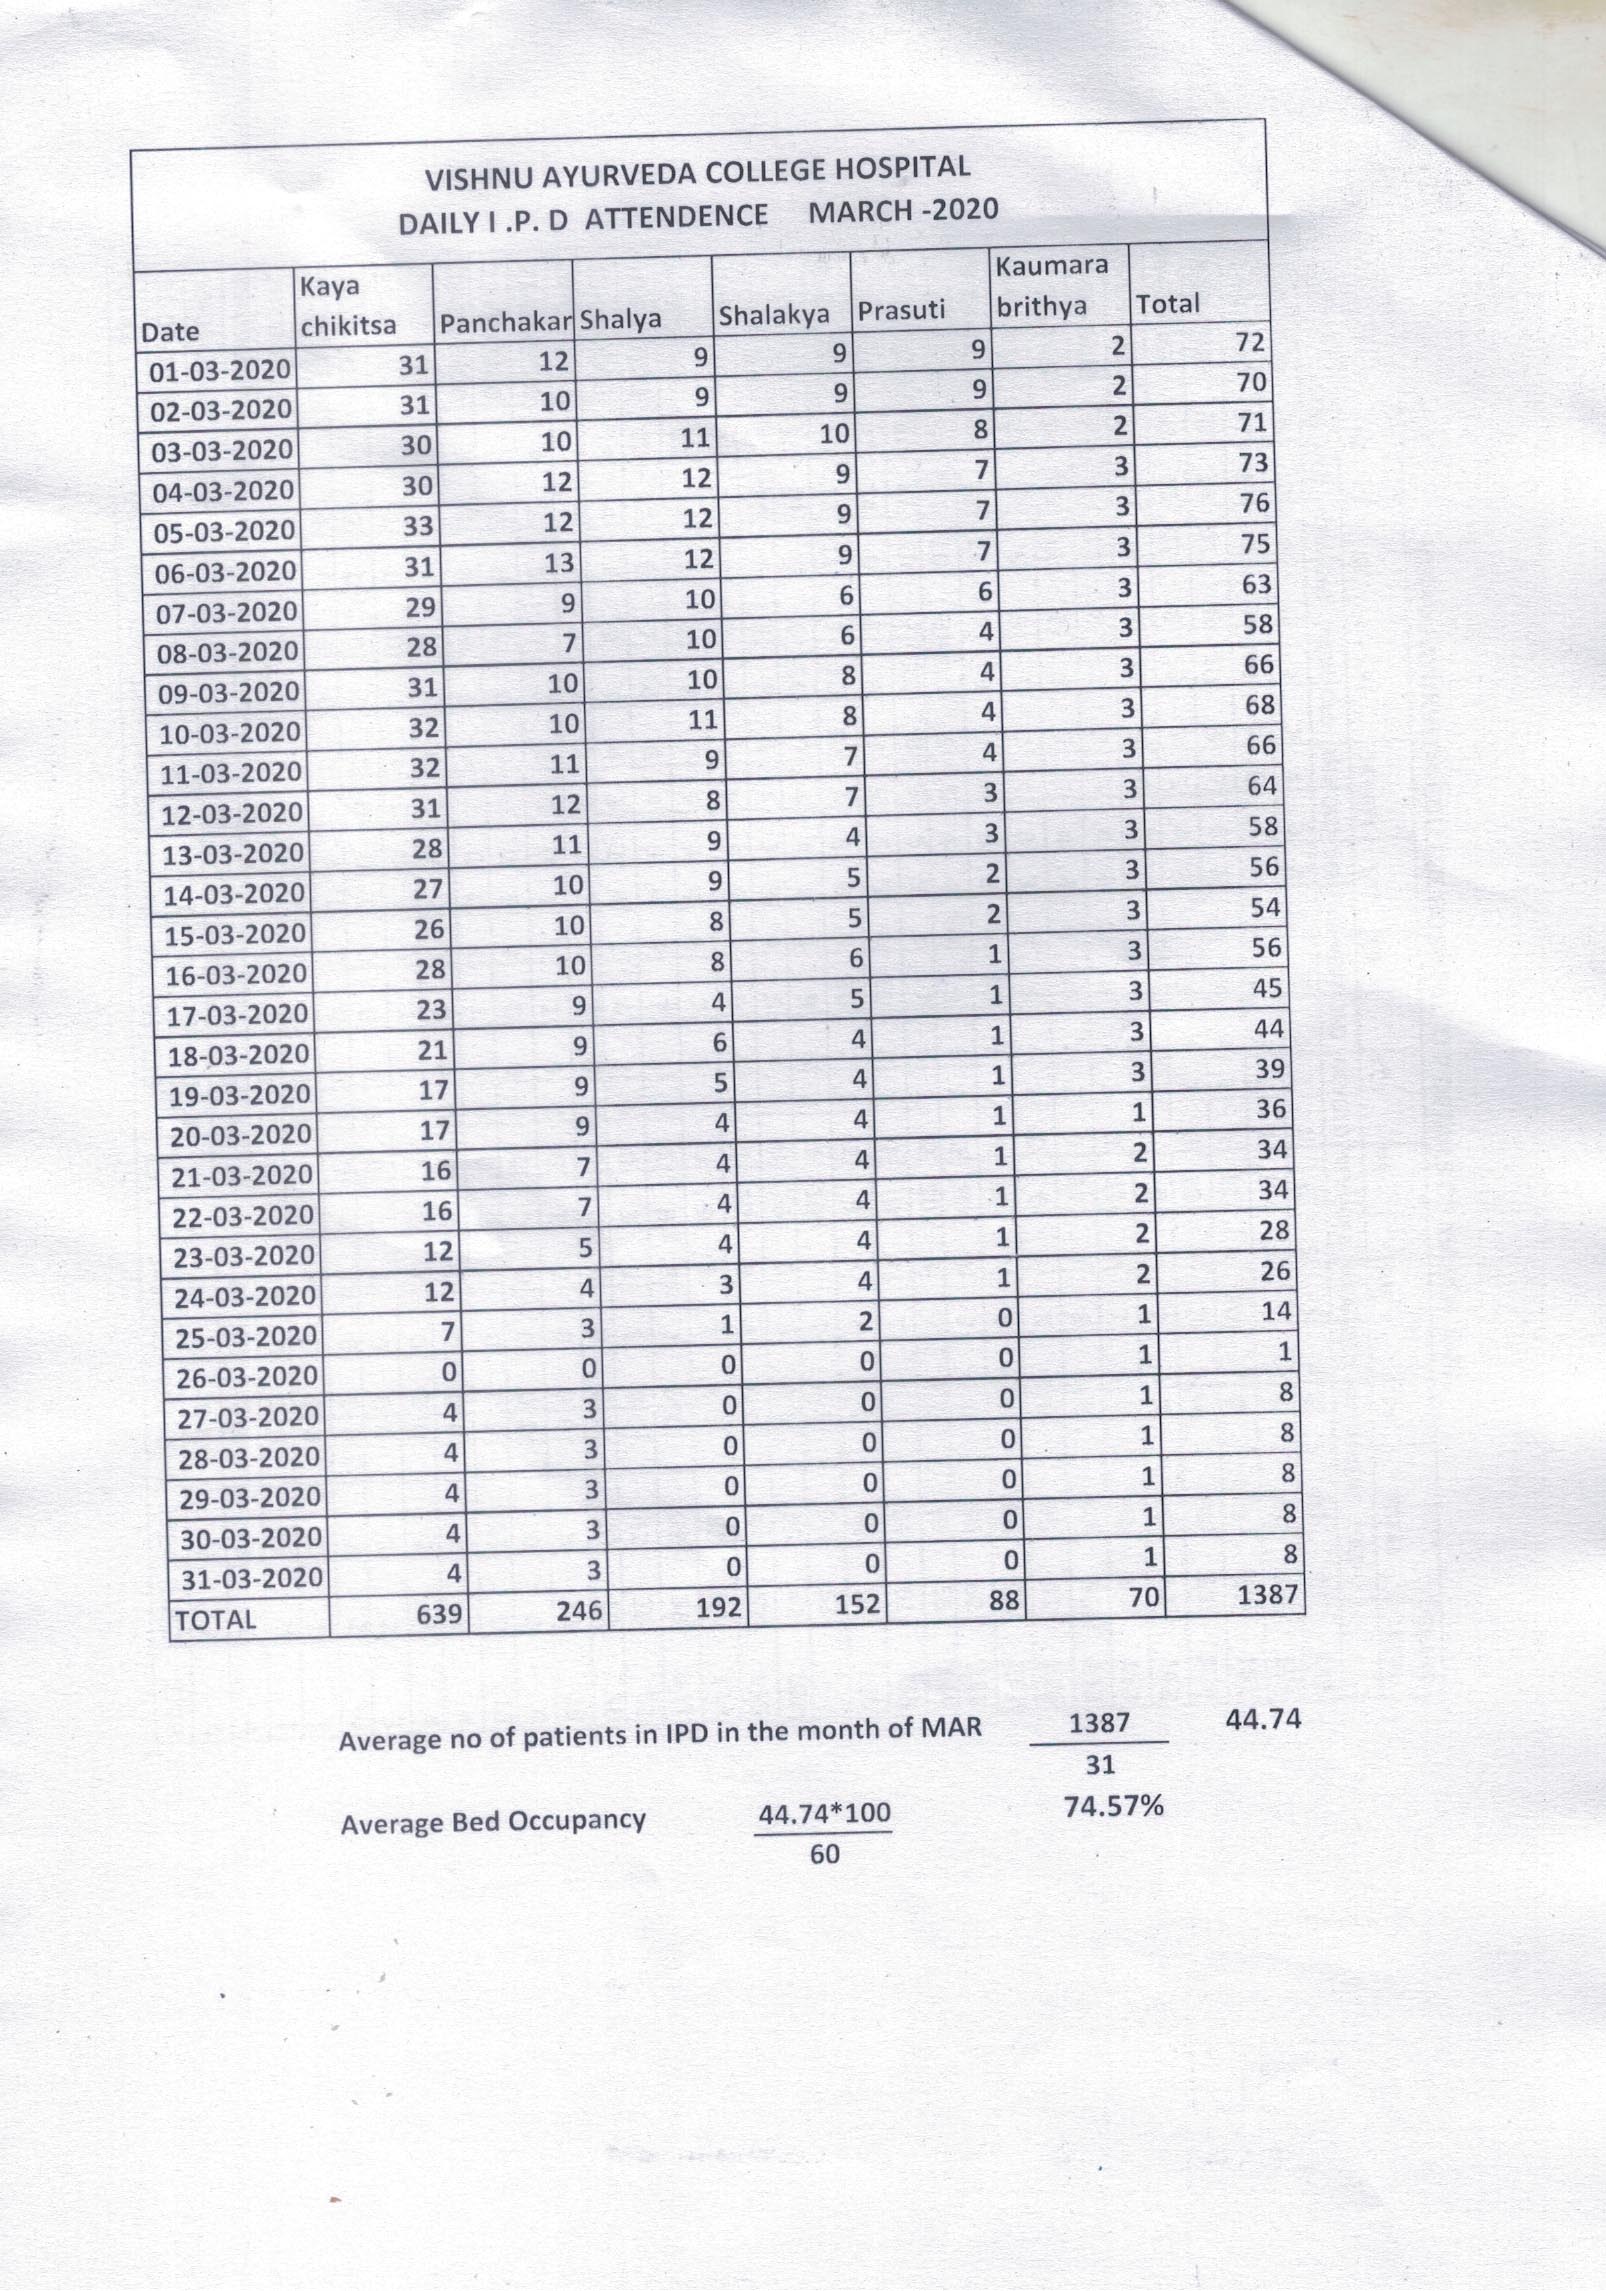 VISHNU AYURVEDA COLLEGE HOSPITAL
DAILY I .P. D ATTENDENCE MARCH -2020
Date Kaya chikitsa Panchakar Shalya Shalakya Prasuti Kaumara brithya Total
01-03-2020 31 12 9 9 9 2 72
02-03-2020 31 10 9 9 9 2 70
03-03-2020 30 10 11 10 8 2 71
04-03-2020 30 12 12 9 7 3 73
05-03-2020 33 12 12 9 7 3 76
06-03-2020 31 13 12 9 7 3 75
07-03-2020 29 9 10 6 6 3 63
08-03-2020 28 7 10 6 4 3 58
09-03-2020 31 10 10 8 4 3 66
10-03-2020 32 10 11 8 4 3 68
11-03-2020 32 11 9 7 4 3 66
12-03-2020 31 12 8 7 3 3 64
13-03-2020 28 11 9 4 3 3 58
14-03-2020 27 10 9 5 2 3 56
15-03-2020 26 10 8 5 2 3 54
16-03-2020 28 10 8 6 1 3 56
17-03-2020 23 9 4 5 1 3 45
18-03-2020 21 9 6 4 1 3 44
19-03-2020 17 9 5 4 1 3 39
20-03-2020 17 9 4 4 1 1 36
21-03-2020 16 7 4 4 1 2 34
22-03-2020 16 7 4 4 1 2 34
23-03-2020 12 5 4 4 1 2 28
24-03-2020 12 4 3 4 1 2 26
25-03-2020 7 3 1 2 0 1 14
26-03-2020 0 0 0 0 0 1 1
27-03-2020 4 3 0 0 0 1 8
28-03-2020 4 3 0 0 0 1 8
29-03-2020 4 3 0 0 0 1 8
30-03-2020 4 3 0 0 0 1 8
31-03-2020 4 3 0 0 0 1 8
TOTAL 639 246 192 152 88 70 1387
Average no of patients in IPD in the month of MAR 1387 44.74
31
Average Bed Occupancy 44.74*100 74.57%
60